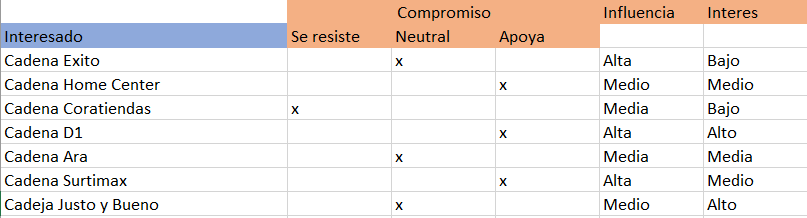 Compromiso Influencia Interes
Interesado Se resiste Neutral Apoya
Cadena Exito x Alta Bajo
Cadena Home Center x Medio Medio
Cadena Coratiendas x Media Bajo
Cadena D1 x Alta Alto
Cadena Ara x Media Media
Cadena Surtimax x Alta Medio
Cadeja Justo y Bueno x Medio Alto